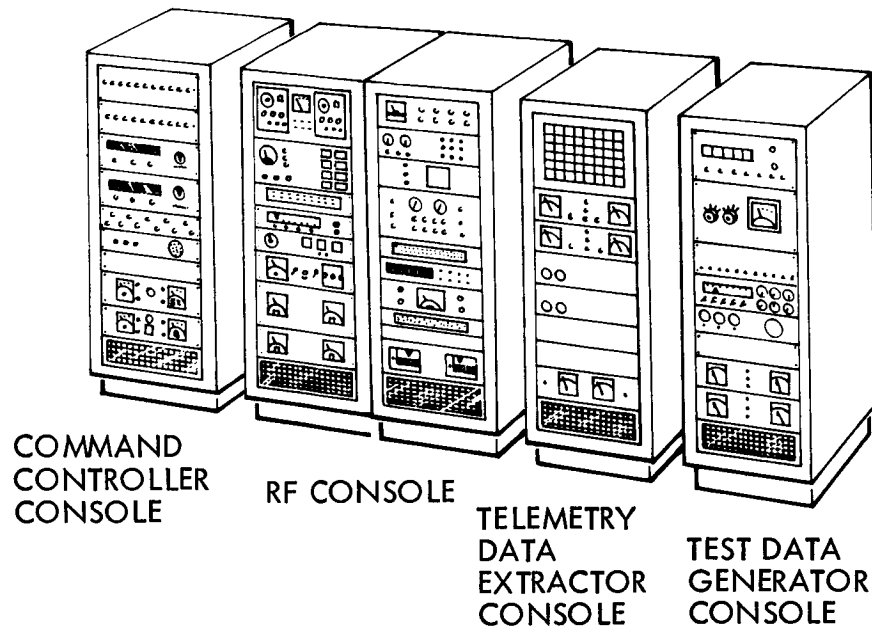 COMMAND
CONTROLLER
CONSOLE
RF CONSOLE
TELEMETRY
DATA
EXTRACTOR
CONSOLE
TEST DATA
GENERATOR
CONSOLE